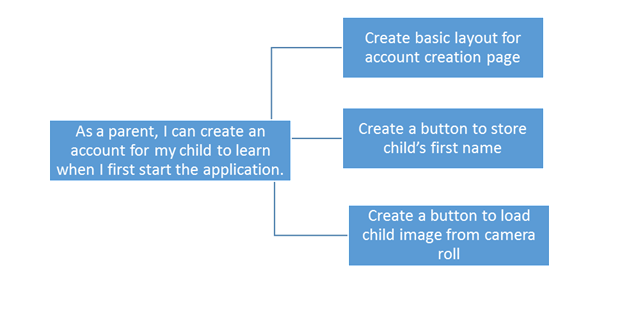 Create basic layout for
account creation page
As a parent, I can create an
account for my child to learn
when I first start the application.
Create a button to store
child's first name
Create a button to load
child image from camera
roll